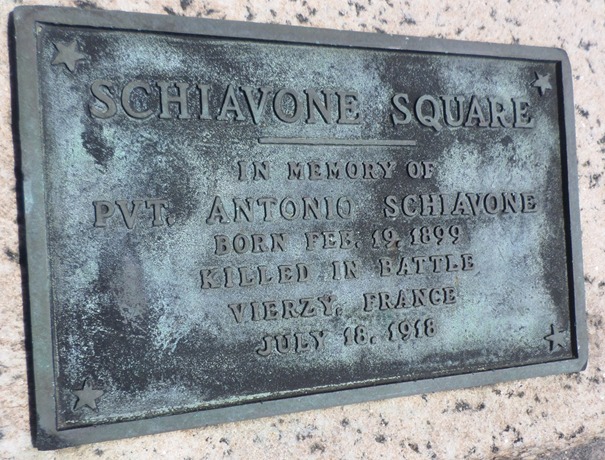 SCHIAVONE SQUARE
IN MEMORY OF
PVT. ANTONIO SCHIAVONE
BORN FEB. 19, 1899
KILLED IN BATTLE
VIERZY, FRANCE
JULY 18, 1918